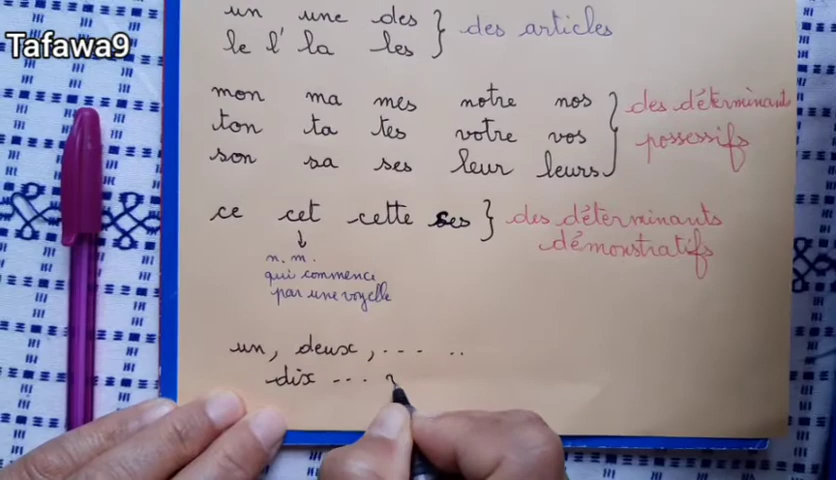 Tafawa9
un une des } des articles
le l' la les
mon ma mes notre nos } des déterminants
ton ta tes votre vos possessifs
son sa ses leur leurs
ce cet cette ses } des déterminants
démonstratifs
↓
n. m.
qui commence
par une voyelle
un, deux, --- ..
dix ---